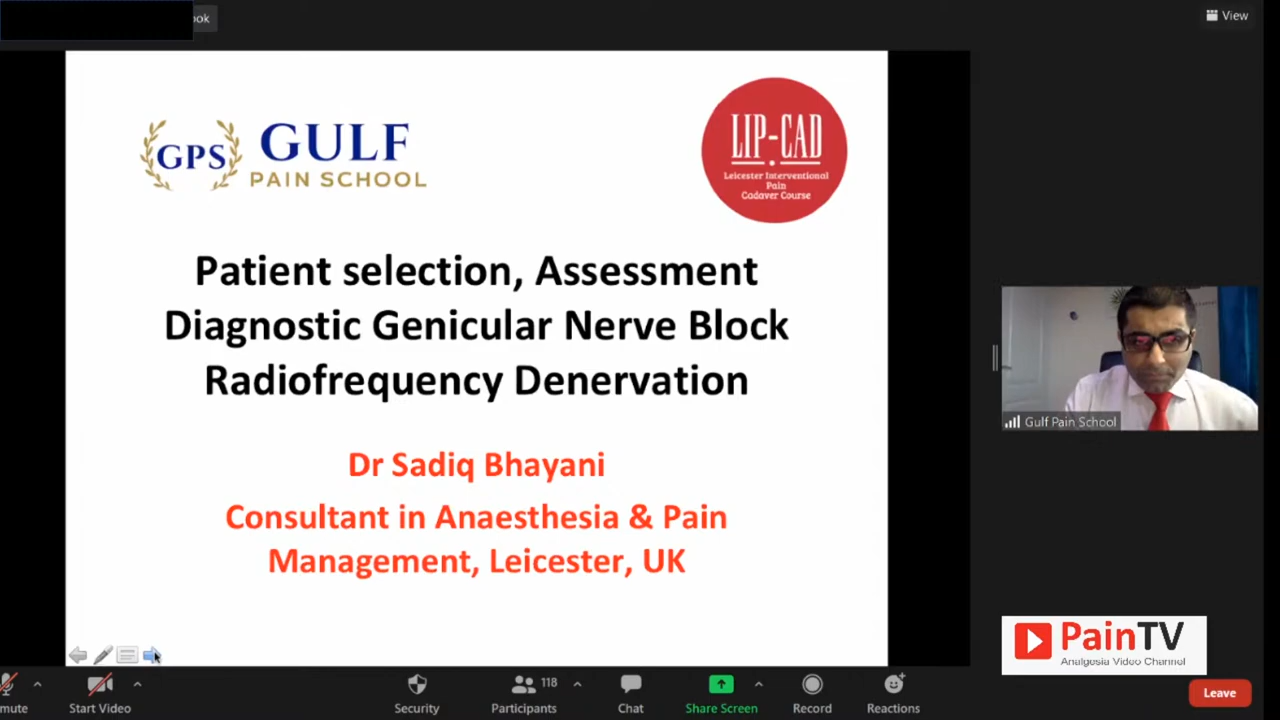 ook
View
GPS
GULF
PAIN SCHOOL
LIP-CAD
Leicester Interventional
Pain
Cadaver Course
Patient selection, Assessment
Diagnostic Genicular Nerve Block
Radiofrequency Denervation
Dr Sadiq Bhayani
Consultant in Anaesthesia & Pain
Management, Leicester, UK
Gulf Pain School
PainTV
Analgesia Video Channel
mute
Start Video
Security
118
Participants
Chat
Share Screen
Record
Reactions
Leave